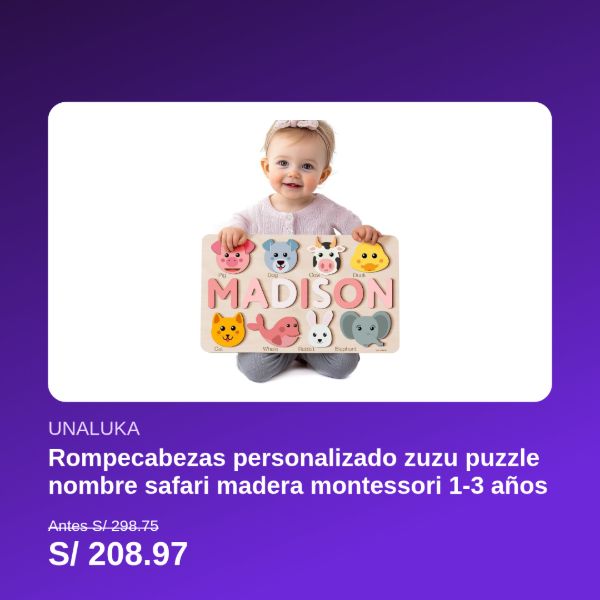 Pig Dog Cow Duck
MADISON
Cat Whale Rabbit Elephant
UNALUKA
Rompecabezas personalizado zuzu puzzle
nombre safari madera montessori 1-3 años
Antes S/ 298.75
S/ 208.97